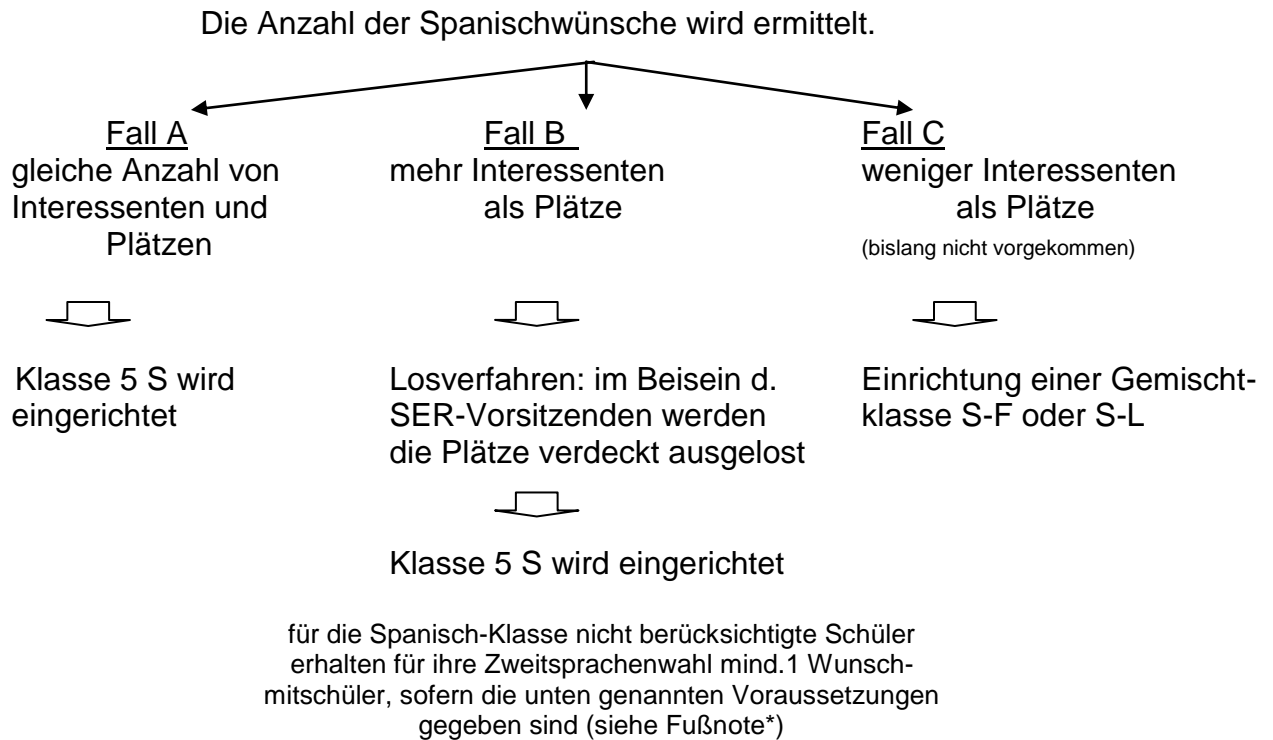 Die Anzahl der Spanischwünsche wird ermittelt.
Fall A
gleiche Anzahl von
Interessenten und
Plätzen
Klasse 5 S wird
eingerichtet
Fall B
mehr Interessenten
als Plätze
Losverfahren: im Beisein d.
SER-Vorsitzenden werden
die Plätze verdeckt ausgelost
Klasse 5 S wird eingerichtet
für die Spanisch-Klasse nicht berücksichtigte Schüler
erhalten für ihre Zweitsprachenwahl mind.1 Wunsch-
mitschüler, sofern die unten genannten Voraussetzungen
gegeben sind (siehe Fußnote*)
Fall C
weniger Interessenten
als Plätze
(bislang nicht vorgekommen)
Einrichtung einer Gemischt-
klasse S-F oder S-L